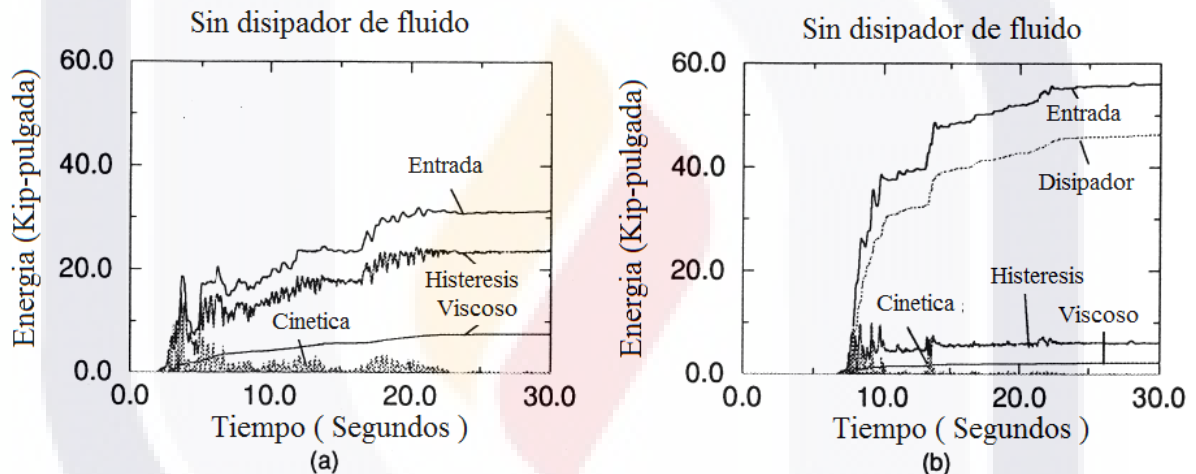 Sin disipador de fluido
Energia (Kip-pulgada)
60.0
40.0
20.0
0.0
Entrada
Histeresis
Viscoso
Cinetica
0.0 10.0 20.0 30.0
Tiempo ( Segundos )
(a)
Sin disipador de fluido
Energia (Kip-pulgada)
60.0
40.0
20.0
0.0
Entrada
Disipador
Histeresis
Cinetica :
Viscoso
0.0 10.0 20.0 30.0
Tiempo ( Segundos )
(b)